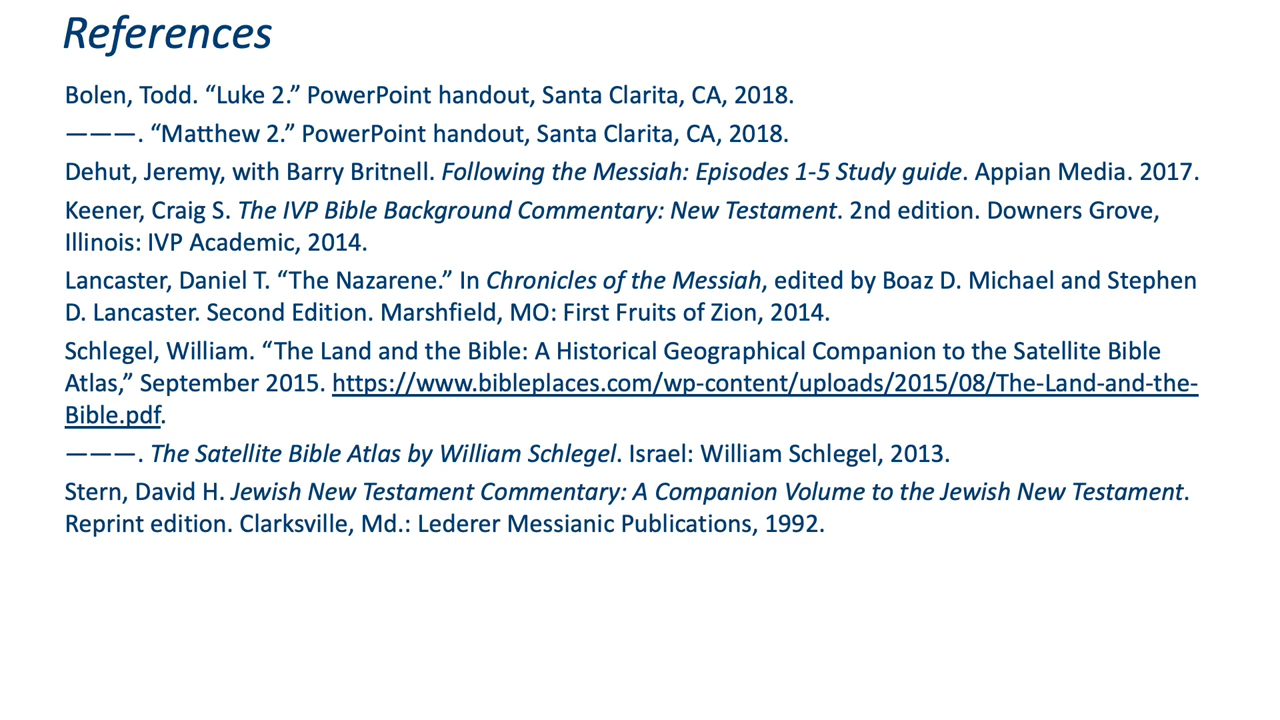 References
Bolen, Todd. “Luke 2.” PowerPoint handout, Santa Clarita, CA, 2018.
———. “Matthew 2.” PowerPoint handout, Santa Clarita, CA, 2018.
Dehut, Jeremy, with Barry Britnell. Following the Messiah: Episodes 1-5 Study guide. Appian Media. 2017.
Keener, Craig S. The IVP Bible Background Commentary: New Testament. 2nd edition. Downers Grove,
Illinois: IVP Academic, 2014.
Lancaster, Daniel T. “The Nazarene.” In Chronicles of the Messiah, edited by Boaz D. Michael and Stephen
D. Lancaster. Second Edition. Marshfield, MO: First Fruits of Zion, 2014.
Schlegel, William. “The Land and the Bible: A Historical Geographical Companion to the Satellite Bible
Atlas,” September 2015. https://www.bibleplaces.com/wp-content/uploads/2015/08/The-Land-and-the-
Bible.pdf.
———. The Satellite Bible Atlas by William Schlegel. Israel: William Schlegel, 2013.
Stern, David H. Jewish New Testament Commentary: A Companion Volume to the Jewish New Testament.
Reprint edition. Clarksville, Md.: Lederer Messianic Publications, 1992.